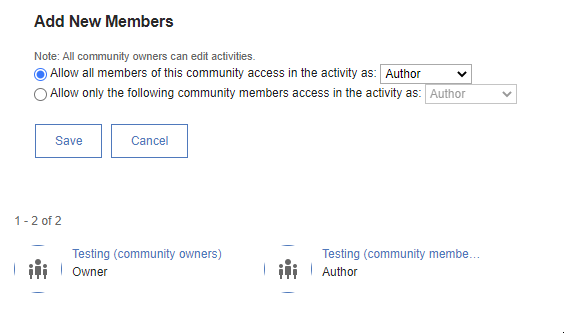 Add New Members
Note: All community owners can edit activities.
Allow all members of this community access in the activity as: Author
Allow only the following community members access in the activity as: Author
Save Cancel
1 - 2 of 2
Testing (community owners) Testing (community membe…
Owner Author